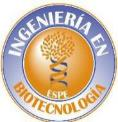 INGENIERÍA EN
ESPE
BIOTECNOLOGÍA